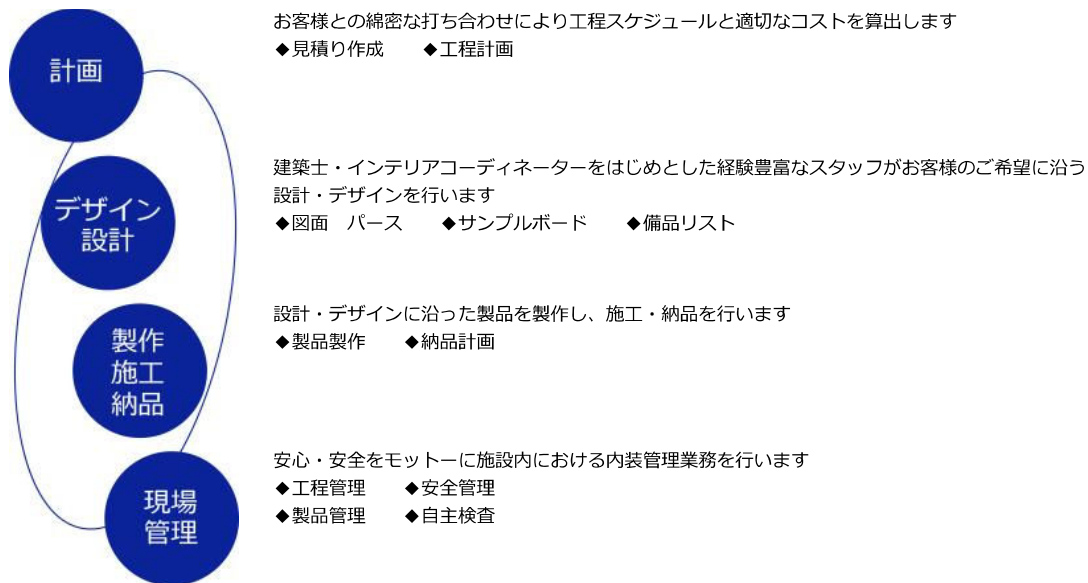 計画
お客様との綿密な打ち合わせにより工程スケジュールと適切なコストを算出します
◆見積り作成　　◆工程計画
デザイン
設計
建築士・インテリアコーディネーターをはじめとした経験豊富なスタッフがお客様のご希望に沿う
設計・デザインを行います
◆図面　パース　　◆サンプルボード　　◆備品リスト
製作
施工
納品
設計・デザインに沿った製品を製作し、施工・納品を行います
◆製品製作　　◆納品計画
現場
管理
安心・安全をモットーに施設内における内装管理業務を行います
◆工程管理　　◆安全管理
◆製品管理　　◆自主検査